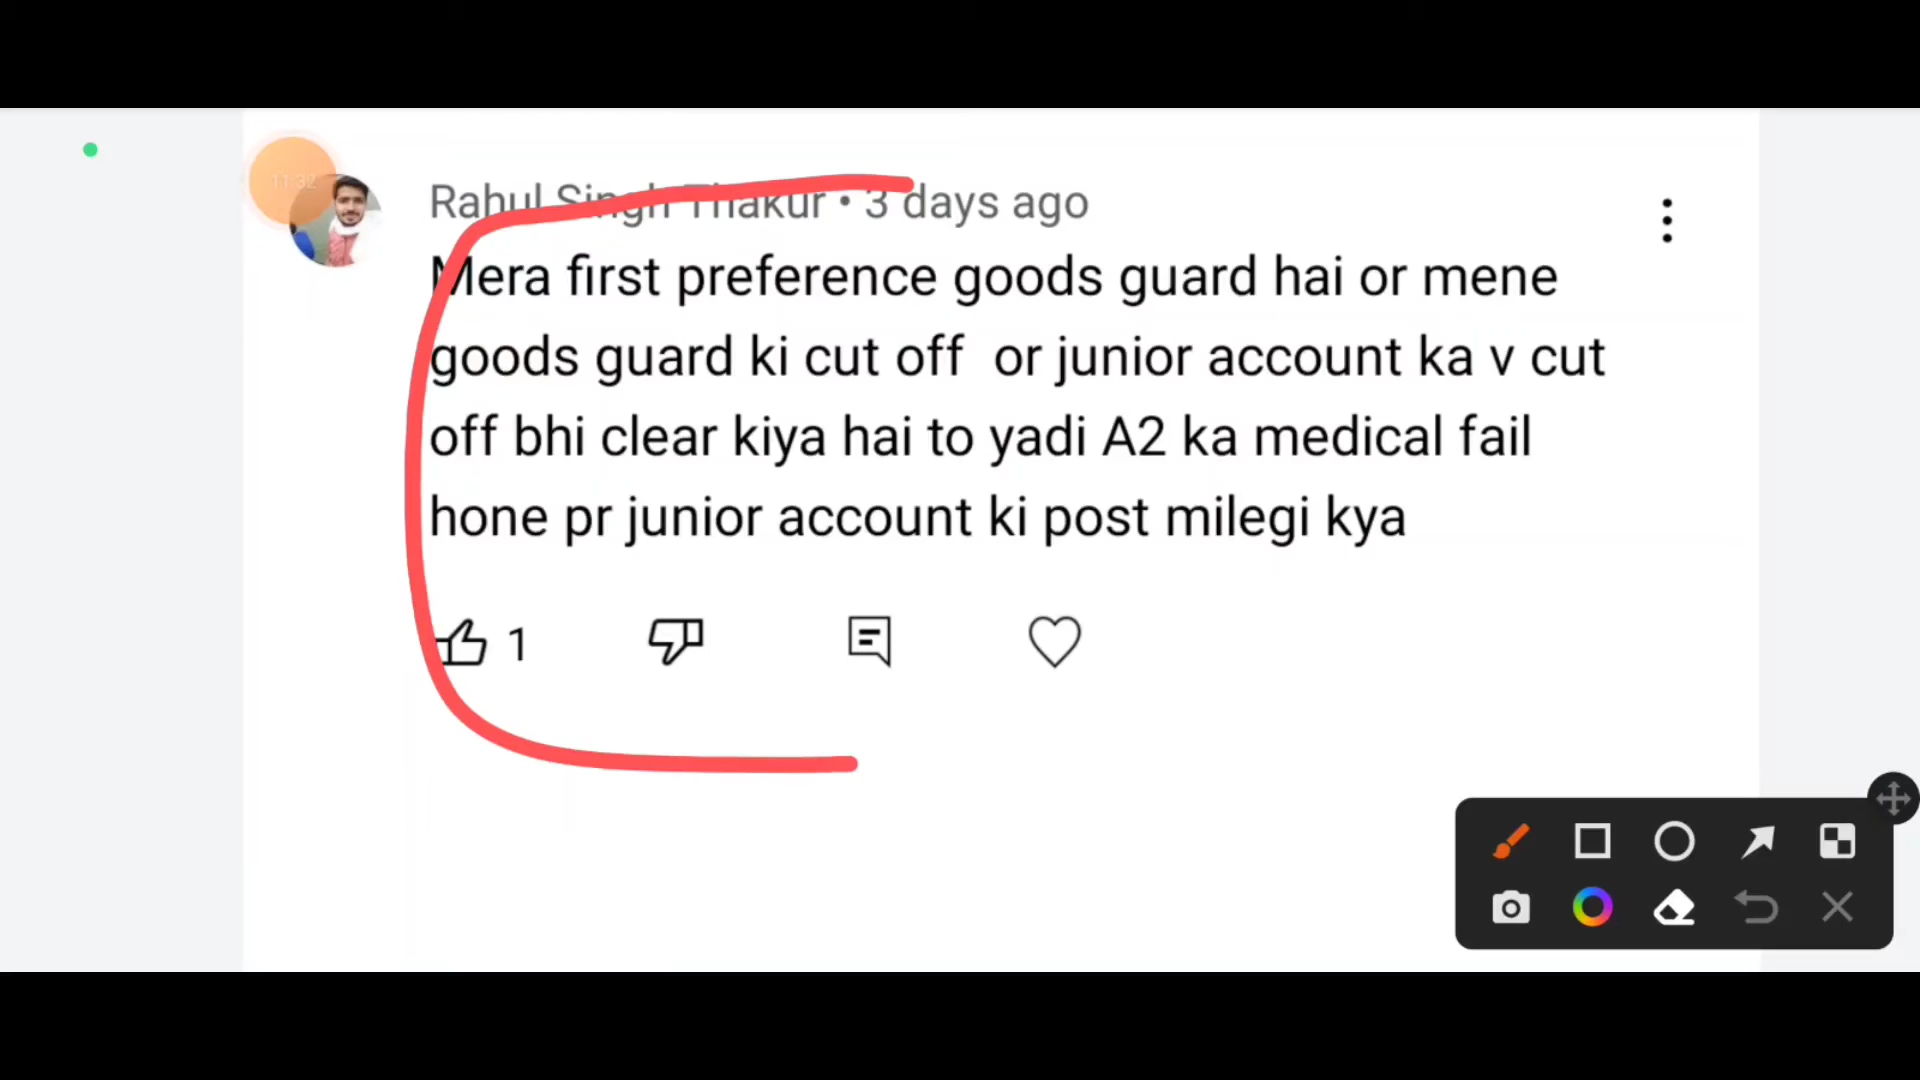 11:32
Rahul Singh Thakur • 3 days ago
Mera first preference goods guard hai or mene
goods guard ki cut off or junior account ka v cut
off bhi clear kiya hai to yadi A2 ka medical fail
hone pr junior account ki post milegi kya
1